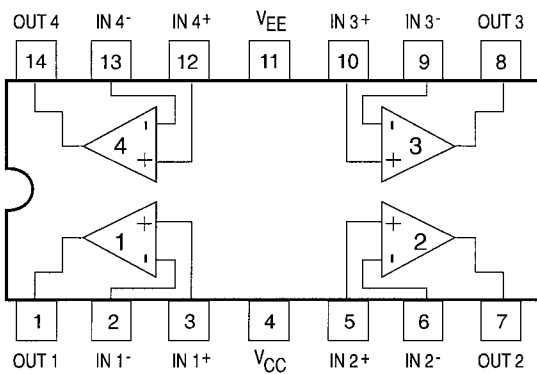 OUT 4 IN 4- IN 4+ VEE IN 3+ IN 3- OUT 3
14 13 12 11 10 9 8
- -
4 3
+ +
+ +
1 2
- -
1 2 3 4 5 6 7
OUT 1 IN 1- IN 1+ VCC IN 2+ IN 2- OUT 2